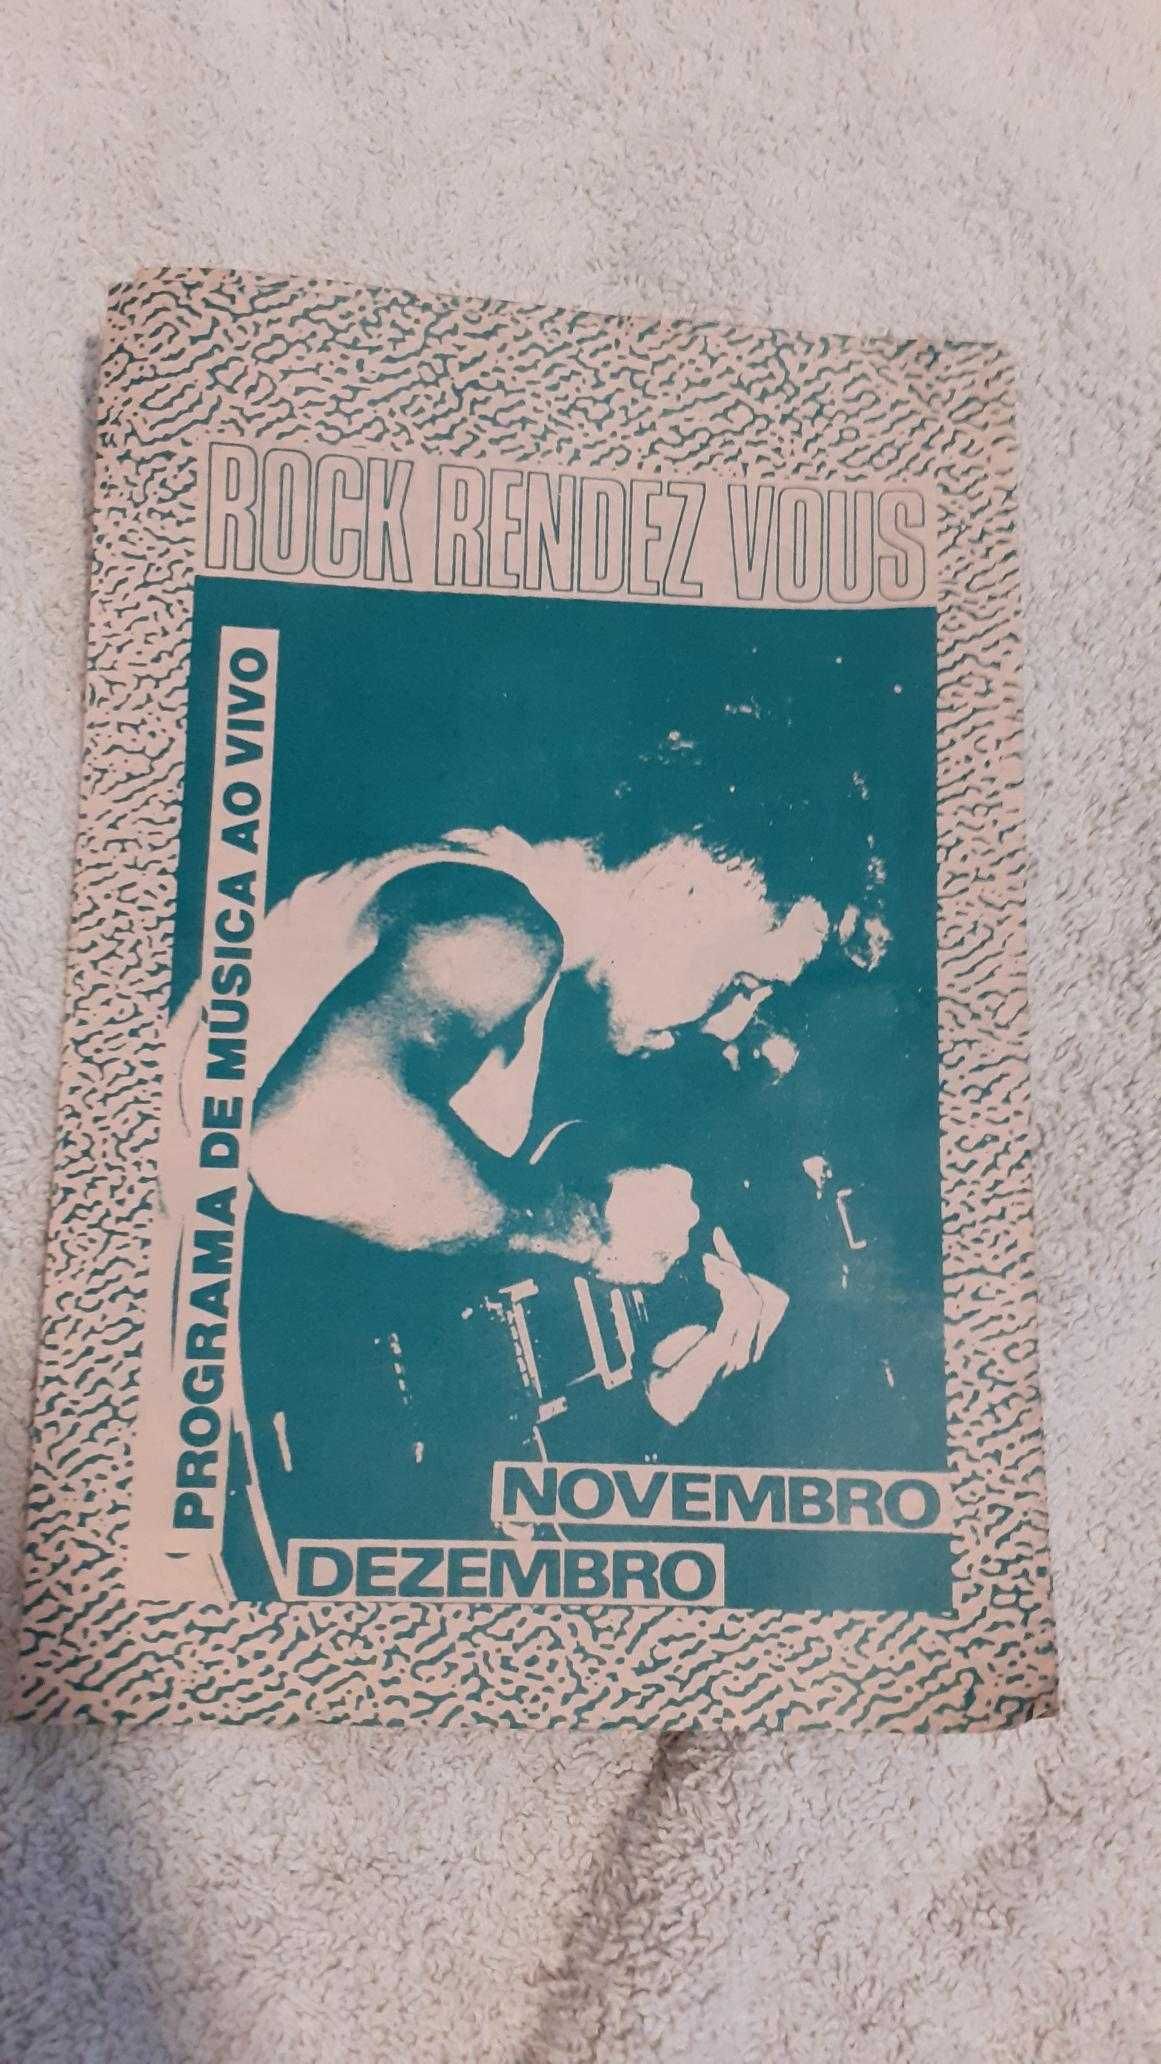 ROCK RENDEZ VOUS
PROGRAMA DE MÚSICA AO VIVO
NOVEMBRO
DEZEMBRO